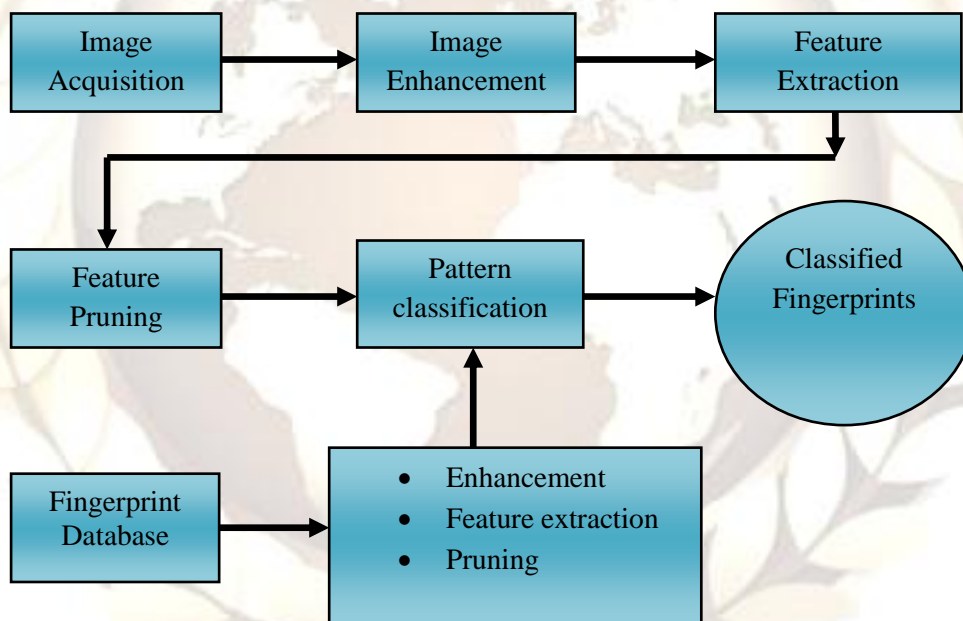 Image
Acquisition
Image
Enhancement
Feature
Extraction
Feature
Pruning
Pattern
classification
Classified
Fingerprints
Fingerprint
Database
• Enhancement
• Feature extraction
• Pruning